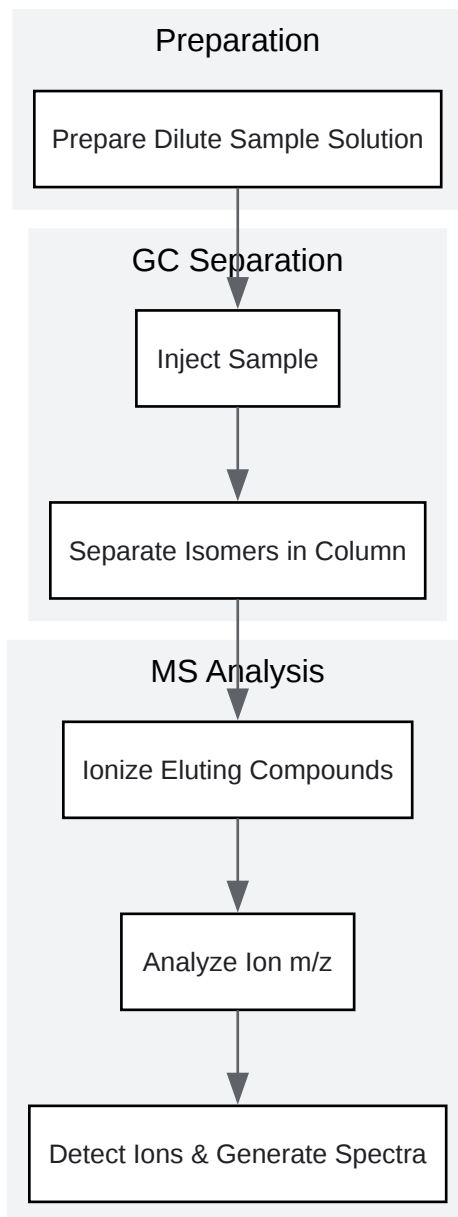 Preparation
Prepare Dilute Sample Solution
GC Separation
Inject Sample
Separate Isomers in Column
MS Analysis
Ionize Eluting Compounds
Analyze Ion m/z
Detect Ions & Generate Spectra